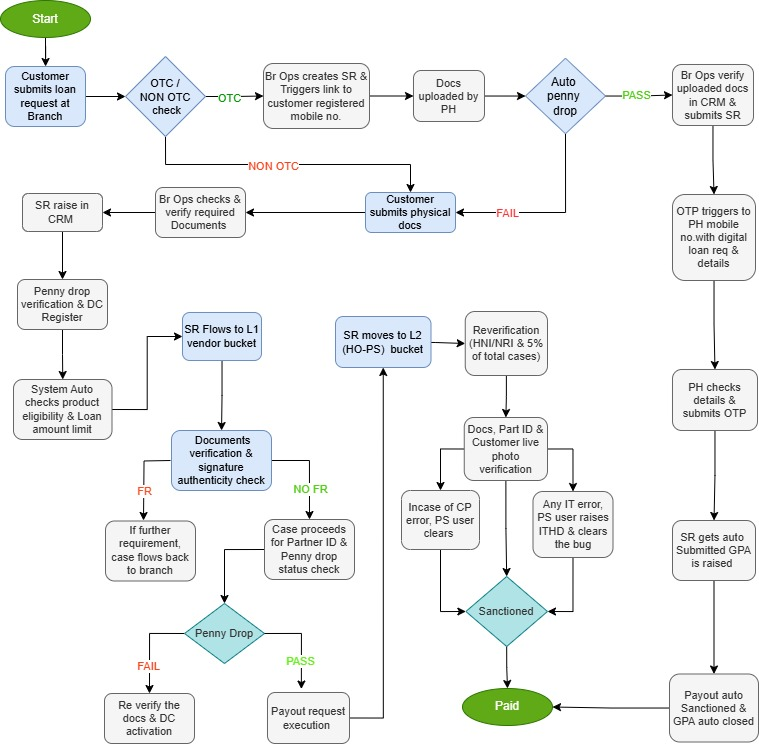 Start
Customer
submits loan
request at
Branch
OTC /
NON OTC
check
OTC
Br Ops creates SR &
Triggers link to
customer registered
mobile no.
Docs
uploaded by
PH
Auto
penny
drop
PASS
Br Ops verify
uploaded docs
in CRM &
submits SR
NON OTC
FAIL
SR raise in
CRM
Br Ops checks &
verify required
Documents
Customer
submits physical
docs
OTP triggers to
PH mobile
no.with digital
loan req &
details
Penny drop
verification & DC
Register
SR Flows to L1
vendor bucket
SR moves to L2
(HO-PS) bucket
Reverification
(HNI/NRI & 5%
of total cases)
System Auto
checks product
eligibility & Loan
amount limit
PH checks
details &
submits OTP
Documents
verification &
signature
authenticity check
Docs, Part ID &
Customer live
photo
verification
FR
NO FR
Incase of CP
error, PS user
clears
Any IT error,
PS user raises
ITHD & clears
the bug
If further
requirement,
case flows back
to branch
Case proceeds
for Partner ID &
Penny drop
status check
SR gets auto
Submitted GPA
is raised
Penny Drop
Sanctioned
FAIL
PASS
Re verify the
docs & DC
activation
Payout request
execution
Paid
Payout auto
Sanctioned &
GPA auto closed